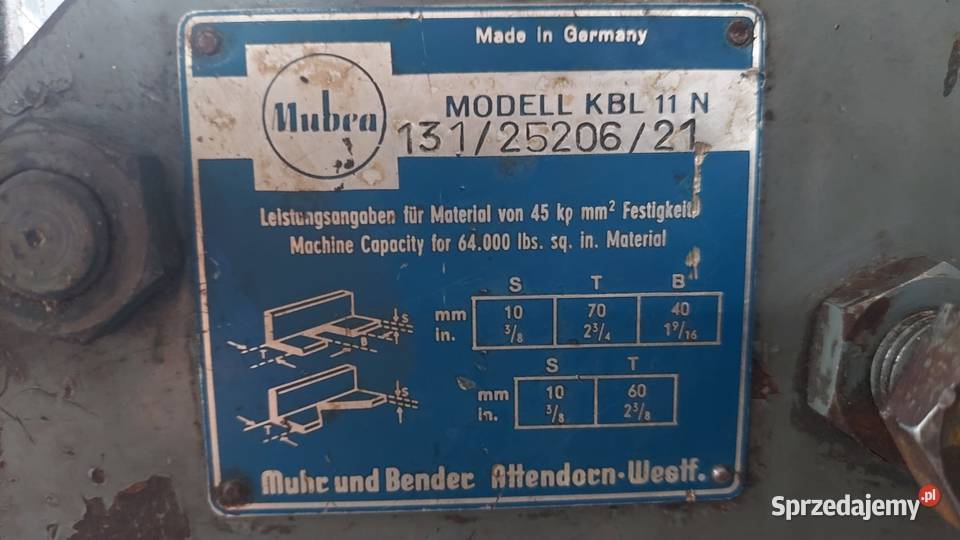 Made in Germany
Mubea
MODELL KBL 11 N
131/25206/21
Leistungsangaben für Material von 45 kp mm² Festigkeit
Machine Capacity for 64.000 lbs. sq. in. Material
S T B
mm 10 70 40
in. 3/8 2 3/4 1 9/16
S
B
T
S T
mm 10 60
in. 3/8 2 3/8
S
T
Muhr und Bender Attendorn-Westf.
Sprzedajemy.pl